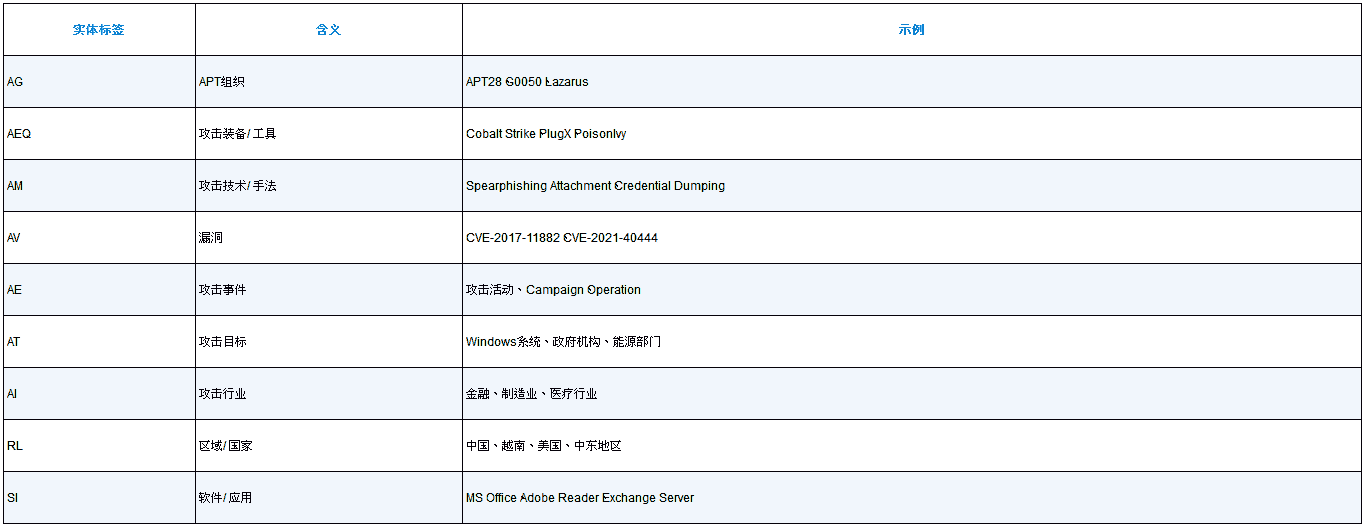 实体标签 含义 示例
AG APT组织 APT28 G0050 Lazarus
AEQ 攻击装备/工具 Cobalt Strike PlugX PoisonIvy
AM 攻击技术/手法 Spearphishing Attachment Credential Dumping
AV 漏洞 CVE-2017-11882 CVE-2021-40444
AE 攻击事件 攻击活动、Campaign Operation
AT 攻击目标 Windows系统、政府机构、能源部门
AI 攻击行业 金融、制造业、医疗行业
RL 区域/国家 中国、越南、美国、中东地区
SI 软件/应用 MS Office Adobe Reader Exchange Server